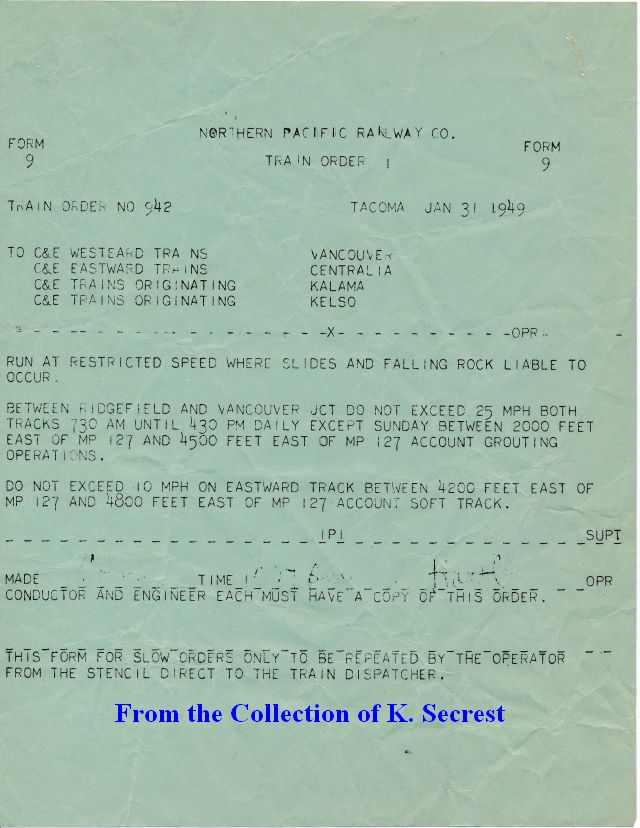 NORTHERN PACIFIC RAILWAY CO.
FORM FORM
9 TRAIN ORDER 1 9
TRAIN ORDER NO 942 TACOMA JAN 31 1949
TO C&E WESTEARD TRAINS VANCOUVER
C&E EASTWARD TRAINS CENTRALIA
C&E TRAINS ORIGINATING KALAMA
C&E TRAINS ORIGINATING KELSO
- - - - - - - - - - - - - - - - - - -X- - - - - - - - - - -OPR- -
RUN AT RESTRICTED SPEED WHERE SLIDES AND FALLING ROCK LIABLE TO
OCCUR.
BETWEEN RIDGEFIELD AND VANCOUVER JCT DO NOT EXCEED 25 MPH BOTH
TRACKS 730 AM UNTIL 430 PM DAILY EXCEPT SUNDAY BETWEEN 2000 FEET
EAST OF MP 127 AND 4500 FEET EAST OF MP 127 ACCOUNT GROUTING
OPERATIONS.
DO NOT EXCEED 10 MPH ON EASTWARD TRACK BETWEEN 4200 FEET EAST OF
MP 127 AND 4800 FEET EAST OF MP 127 ACCOUNT SOFT TRACK.
_ _ _ _ _ _ _ _ _ _ _ _ _ _ _ _ _ _ |P| _ _ _ _ _ _ _ _ _ _ _ _ _SUPT
MADE TIME OPR
CONDUCTOR AND ENGINEER EACH MUST HAVE A COPY OF THIS ORDER.
THIS FORM FOR SLOW ORDERS ONLY TO BE REPEATED BY THE OPERATOR
FROM THE STENCIL DIRECT TO THE TRAIN DISPATCHER.
From the Collection of K. Secrest